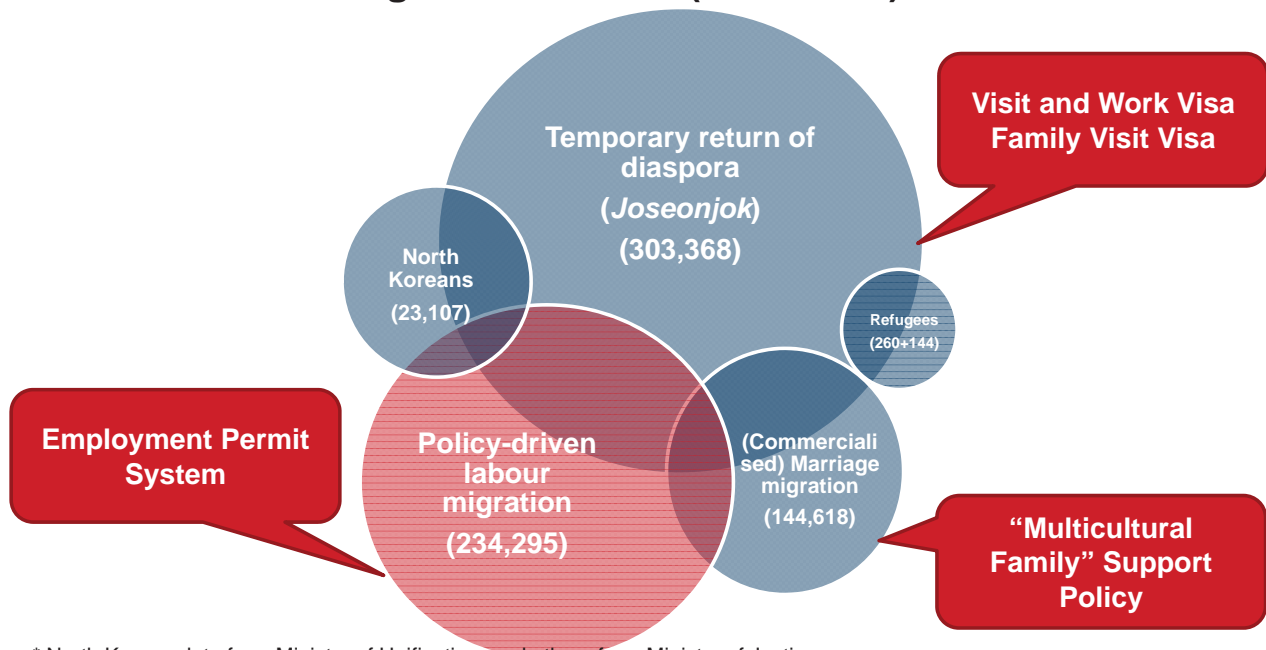 Visit and Work Visa
Family Visit Visa
Temporary return of
diaspora
(Joseonjok)
(303,368)
North
Koreans
(23,107)
Refugees
(260+144)
Employment Permit
System
Policy-driven
labour
migration
(234,295)
(Commerciali
sed) Marriage
migration
(144,618)
“Multicultural
Family” Support
Policy